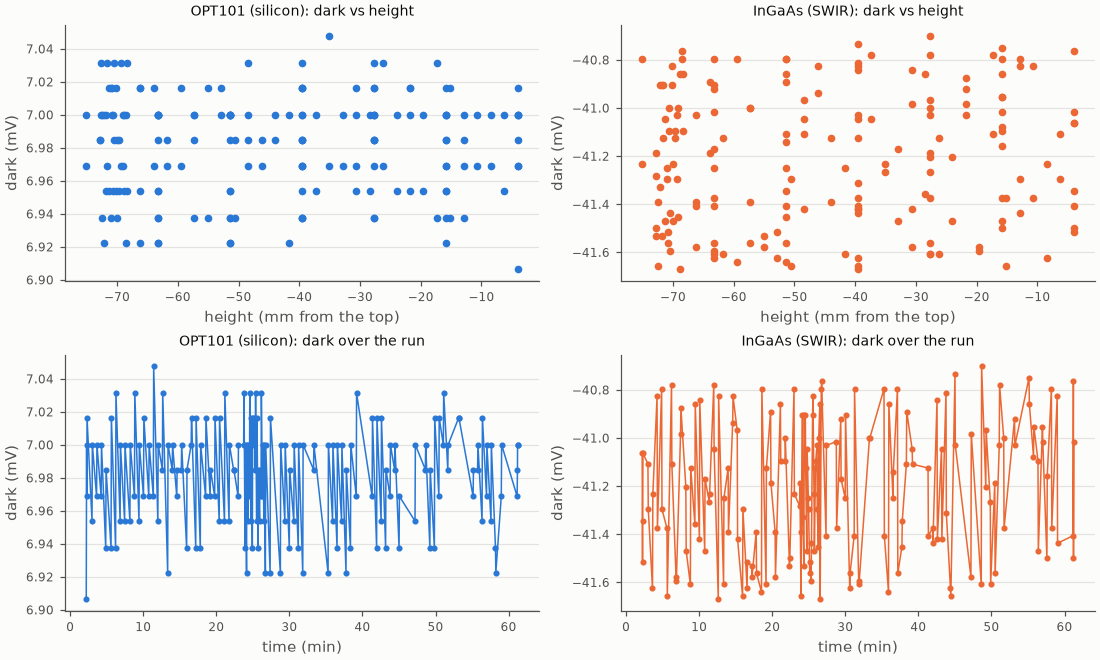 OPT101 (silicon): dark vs height
dark (mV)
7.04
7.02
7.00
6.98
6.96
6.94
6.92
6.90
−70 −60 −50 −40 −30 −20 −10
height (mm from the top)
InGaAs (SWIR): dark vs height
dark (mV)
−40.8
−41.0
−41.2
−41.4
−41.6
−70 −60 −50 −40 −30 −20 −10
height (mm from the top)
OPT101 (silicon): dark over the run
dark (mV)
7.04
7.02
7.00
6.98
6.96
6.94
6.92
6.90
0 10 20 30 40 50 60
time (min)
InGaAs (SWIR): dark over the run
dark (mV)
−40.8
−41.0
−41.2
−41.4
−41.6
0 10 20 30 40 50 60
time (min)